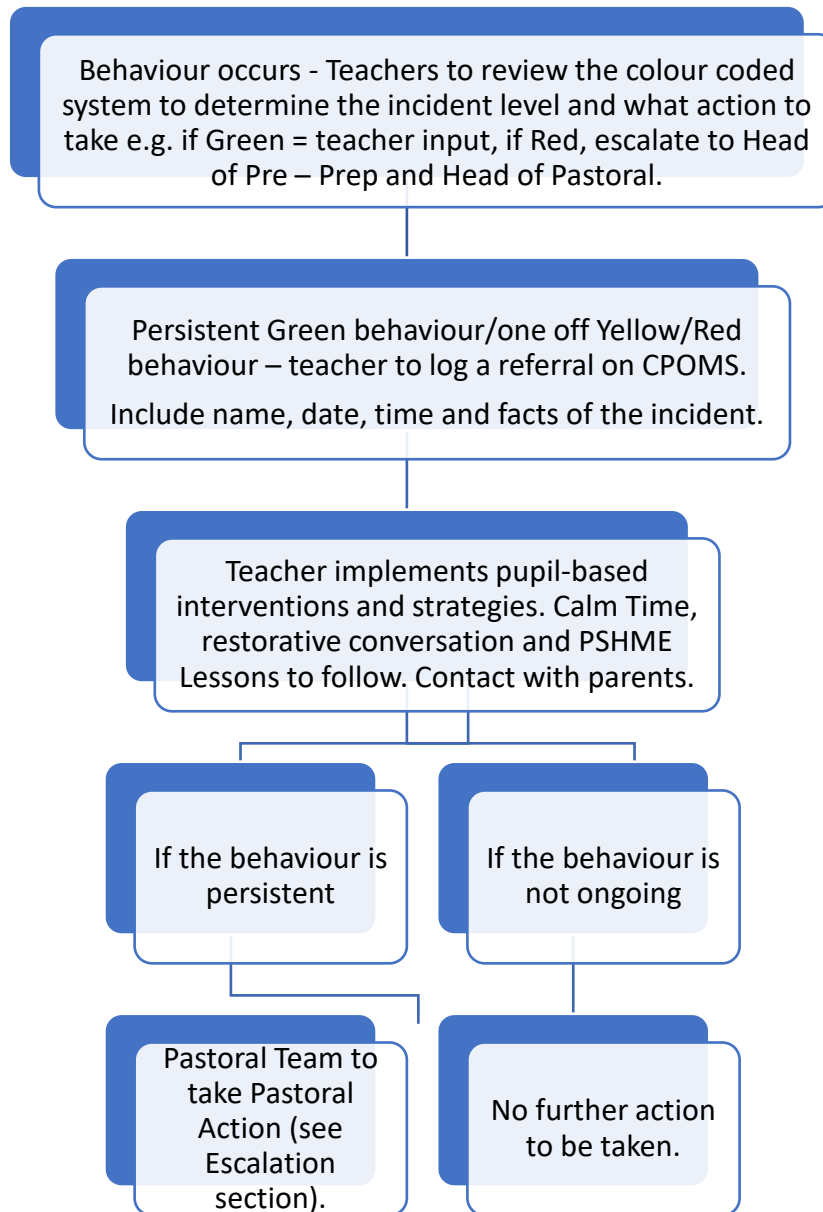 Behaviour occurs - Teachers to review the colour coded
system to determine the incident level and what action to
take e.g. if Green = teacher input, if Red, escalate to Head
of Pre – Prep and Head of Pastoral.
Persistent Green behaviour/one off Yellow/Red
behaviour – teacher to log a referral on CPOMS.
Include name, date, time and facts of the incident.
Teacher implements pupil-based
interventions and strategies. Calm Time,
restorative conversation and PSHME
Lessons to follow. Contact with parents.
If the behaviour is
persistent
If the behaviour is
not ongoing
Pastoral Team to
take Pastoral
Action (see
Escalation
section).
No further action
to be taken.